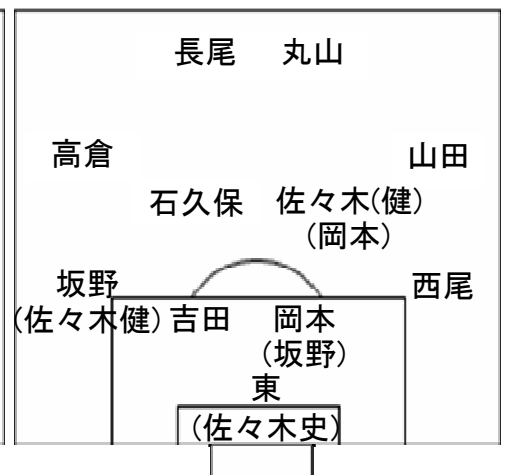 長尾 丸山
高倉 山田
石久保 佐々木(健)
(岡本)
坂野 西尾
(佐々木健) 吉田 岡本
(坂野)
東
(佐々木史)